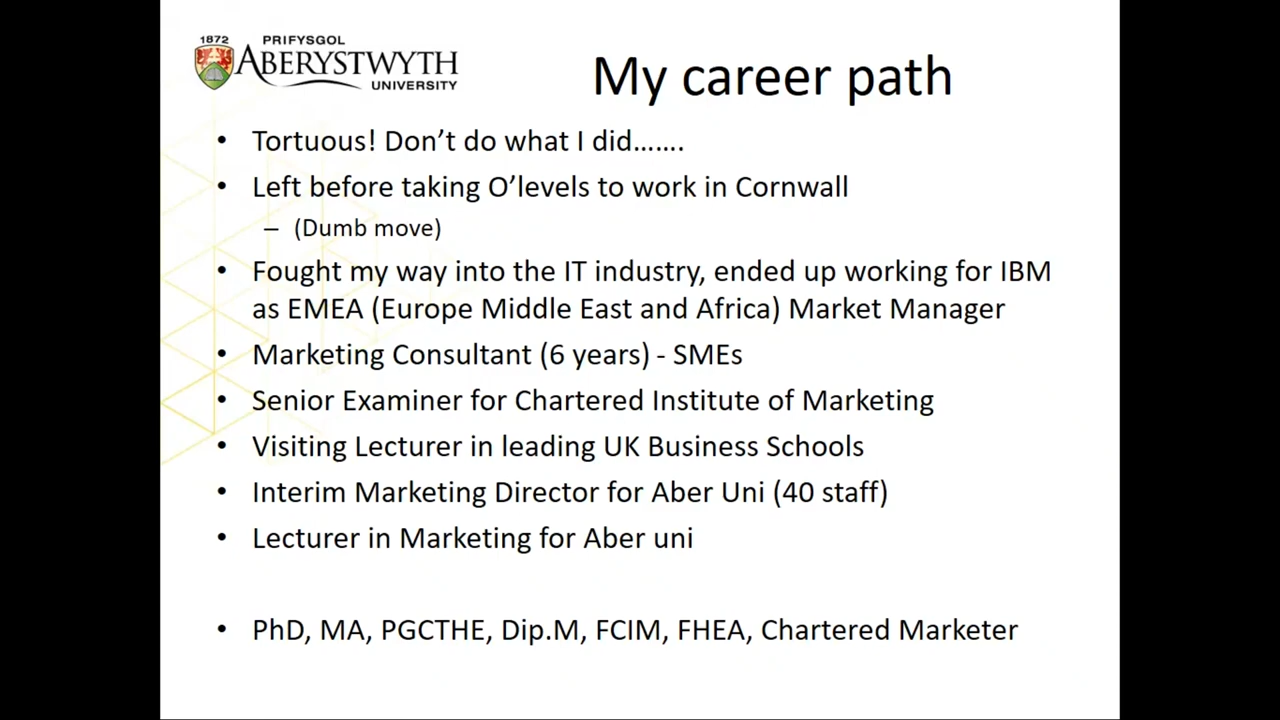 1872
PRIFYSGOL
ABERYSTWYTH
UNIVERSITY
My career path
• Tortuous! Don’t do what I did…….
• Left before taking O’levels to work in Cornwall
– (Dumb move)
• Fought my way into the IT industry, ended up working for IBM
as EMEA (Europe Middle East and Africa) Market Manager
• Marketing Consultant (6 years) - SMEs
• Senior Examiner for Chartered Institute of Marketing
• Visiting Lecturer in leading UK Business Schools
• Interim Marketing Director for Aber Uni (40 staff)
• Lecturer in Marketing for Aber uni
• PhD, MA, PGCTHE, Dip.M, FCIM, FHEA, Chartered Marketer